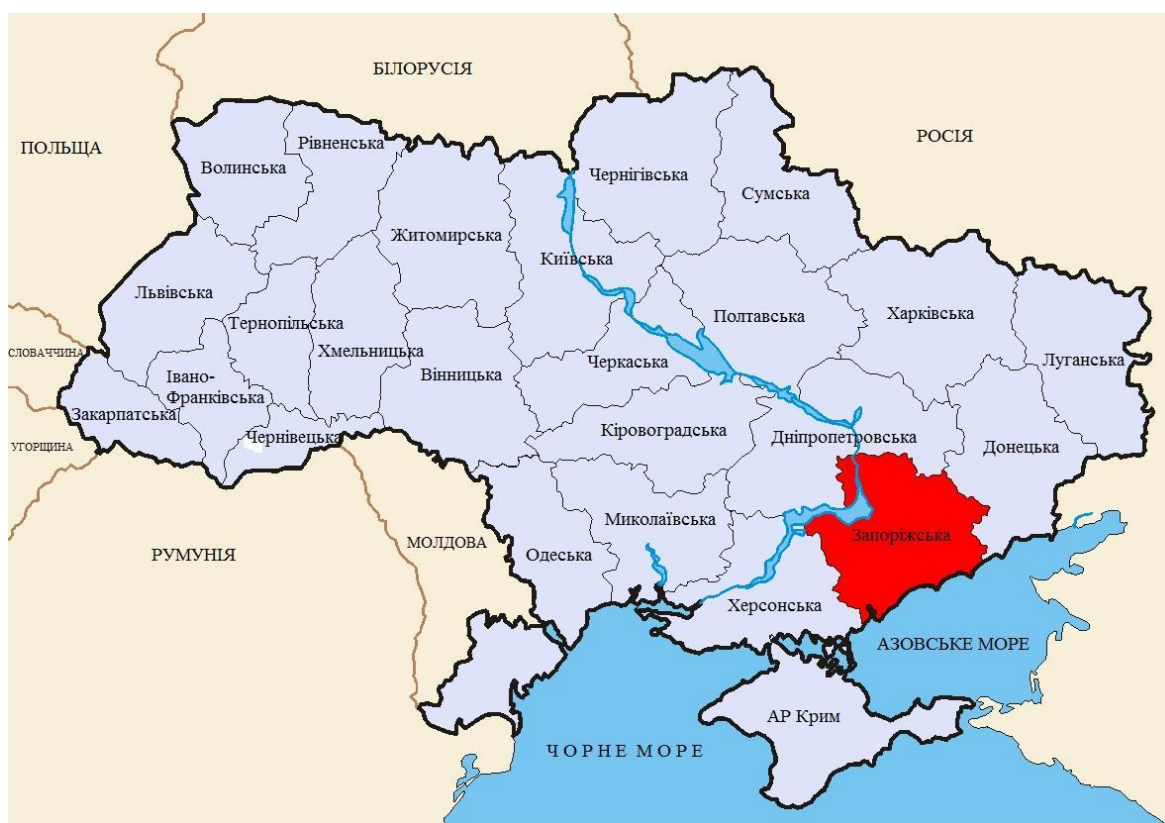 БІЛОРУСІЯ
ПОЛЬЩА
РОСІЯ
Рівненська
Волинська
Чернігівська
Сумська
Житомирська
Київська
Львівська
Тернопільська
Полтавська
Харківська
СЛОВАЧЧИНА
Хмельницька
Черкаська
Луганська
Івано-
Франківська
Вінницька
Закарпатська
УГОРЩИНА
Чернівецька
Кіровоградська
Дніпропетровська
Донецька
РУМУНІЯ
МОЛДОВА
Одеська
Миколаївська
Запоріжська
Херсонська
АЗОВСЬКЕ МОРЕ
АР Крим
ЧОРНЕ МОРЕ